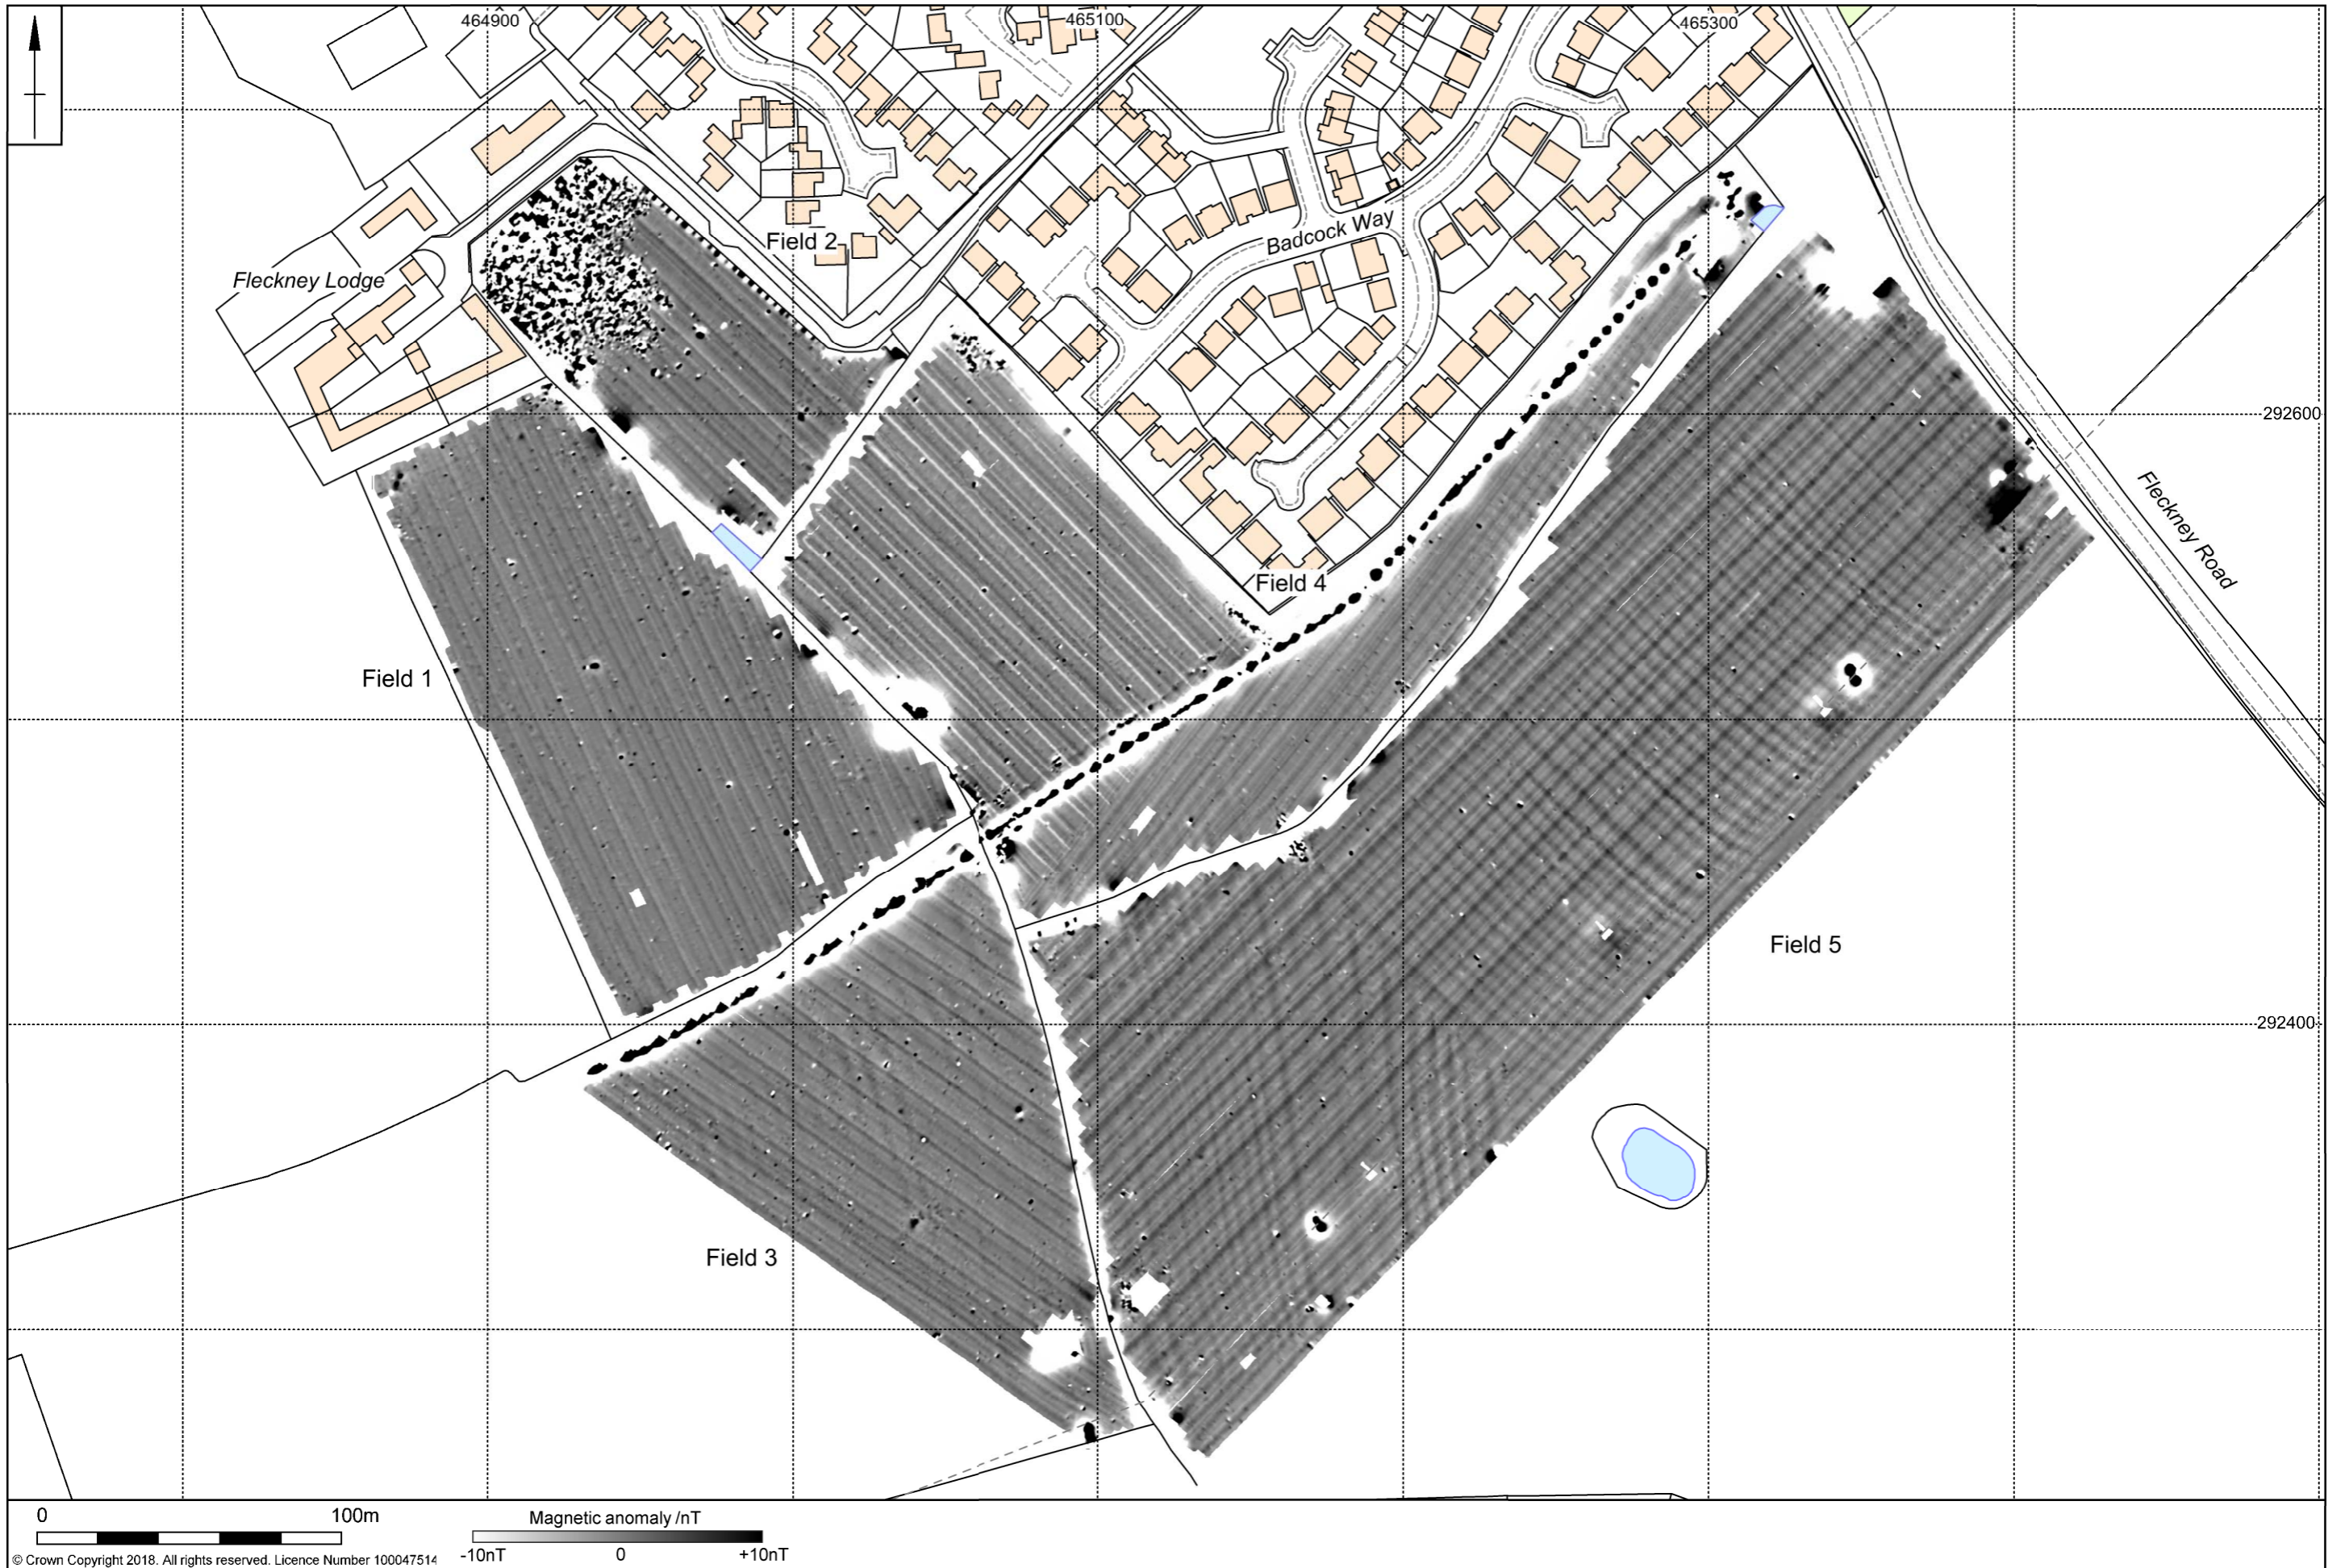 464900
465100
465300
Field 2
Badcock Way
Fleckney Lodge
292600
Fleckney Road
Field 4
Field 1
Field 5
292400
Field 3
0
100m
Magnetic anomaly /nT
-10nT
0
+10nT
© Crown Copyright 2018. All rights reserved. Licence Number 100047514